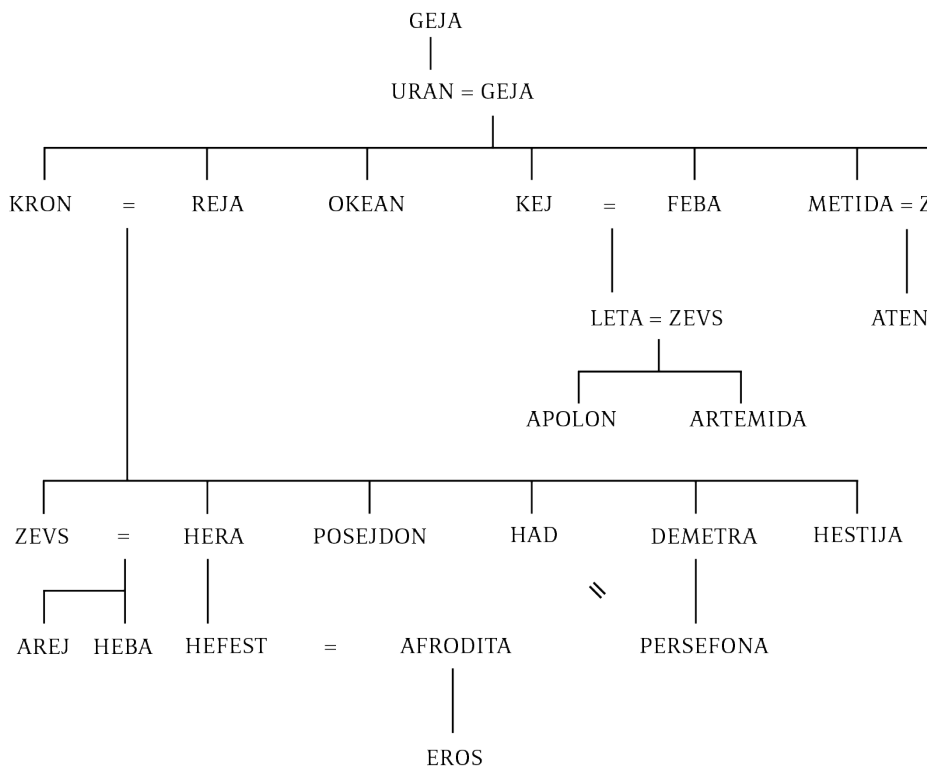 GEJA
URAN = GEJA
KRON = REJA OKEAN KEJ = FEBA METIDA = Z
LETA = ZEVS ATEN
APOLON ARTEMIDA
ZEVS = HERA POSEJDON HAD DEMETRA HESTIJA
AREJ HEBA HEFEST = AFRODITA = PERSEFONA
EROS